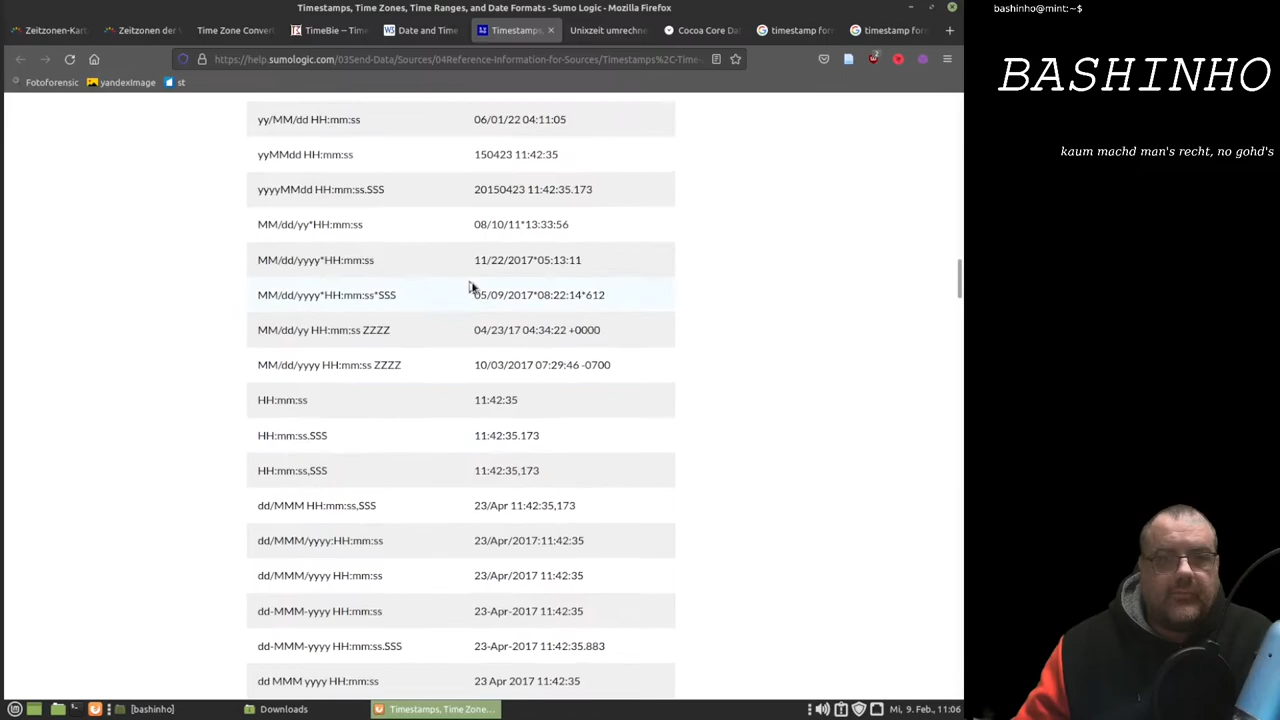 Timestamps, Time Zones, Time Ranges, and Date Formats - Sumo Logic - Mozilla Firefox
Zeitzonen-Kart
Zeitzonen der
Time Zone Convert
TimeBie – Time
Date and Time
Timestamps,
Unixzeit umrechne
Cocoa Core Da
timestamp for
timestamp form
https://help.sumologic.com/03Send-Data/Sources/04Reference-Information-for-Sources/Timestamps%2C-Time-
2
Fotoforensic
yandexImage
st
yy/MM/dd HH:mm:ss 06/01/22 04:11:05
yyMMdd HH:mm:ss 150423 11:42:35
yyyyMMdd HH:mm:ss.SSS 20150423 11:42:35.173
MM/dd/yy*HH:mm:ss 08/10/11*13:33:56
MM/dd/yyyy*HH:mm:ss 11/22/2017*05:13:11
MM/dd/yyyy*HH:mm:ss*SSS 05/09/2017*08:22:14*612
MM/dd/yy HH:mm:ss ZZZZ 04/23/17 04:34:22 +0000
MM/dd/yyyy HH:mm:ss ZZZZ 10/03/2017 07:29:46 -0700
HH:mm:ss 11:42:35
HH:mm:ss.SSS 11:42:35.173
HH:mm:ss,SSS 11:42:35,173
dd/MMM HH:mm:ss,SSS 23/Apr 11:42:35,173
dd/MMM/yyyy:HH:mm:ss 23/Apr/2017:11:42:35
dd/MMM/yyyy HH:mm:ss 23/Apr/2017 11:42:35
dd-MMM-yyyy HH:mm:ss 23-Apr-2017 11:42:35
dd-MMM-yyyy HH:mm:ss.SSS 23-Apr-2017 11:42:35.883
dd MMM yyyy HH:mm:ss 23 Apr 2017 11:42:35
[bashinho]
Downloads
Timestamps, Time Zone...
Mi, 9. Feb., 11:06
bashinho@mint:~$
BASHINHO
kaum machd man's recht, no gohd's